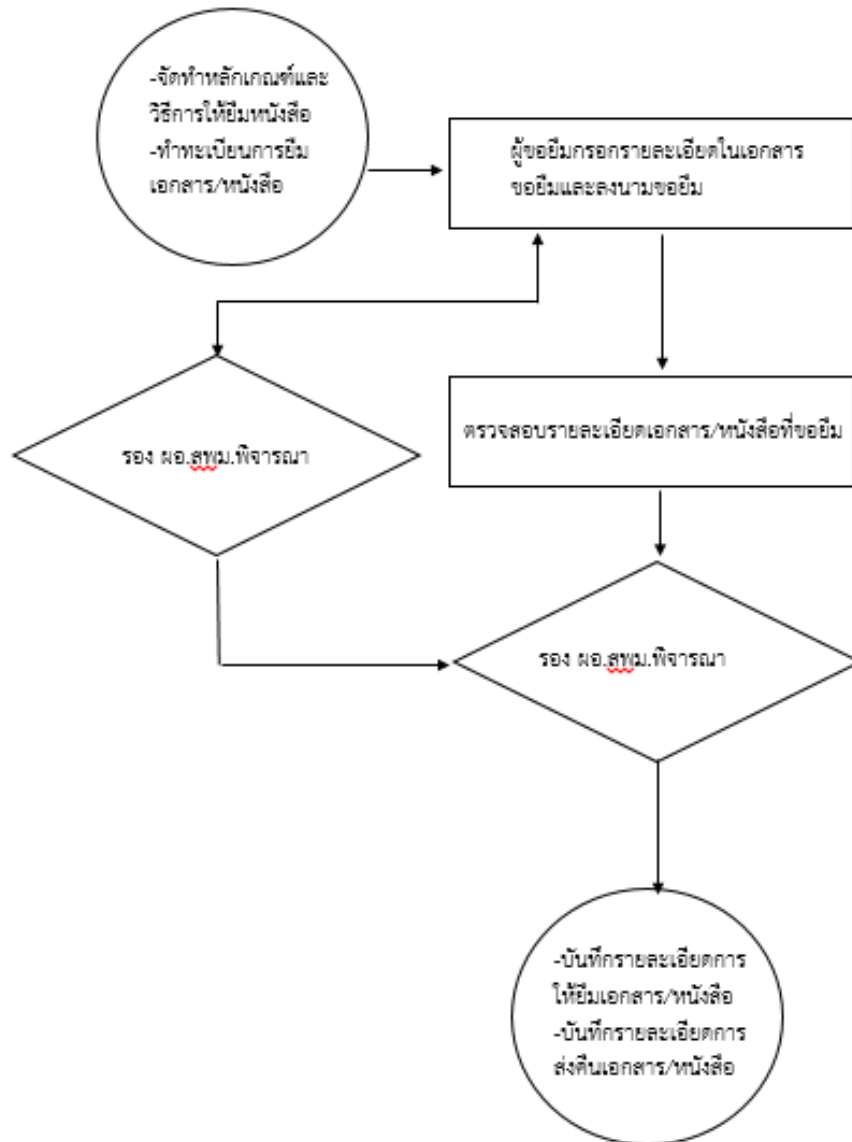 -จัดทำหลักเกณฑ์และ
วิธีการให้ยืมหนังสือ
-ทำทะเบียนการยืม
เอกสาร/หนังสือ
ผู้ขอยืมกรอกรายละเอียดในเอกสาร
ขอยืมและลงนามขอยืม
รอง ผอ.สพม.พิจารณา
ตรวจสอบรายละเอียดเอกสาร/หนังสือที่ขอยืม
รอง ผอ.สพม.พิจารณา
-บันทึกรายละเอียดการ
ให้ยืมเอกสาร/หนังสือ
-บันทึกรายละเอียดการ
ส่งคืนเอกสาร/หนังสือ